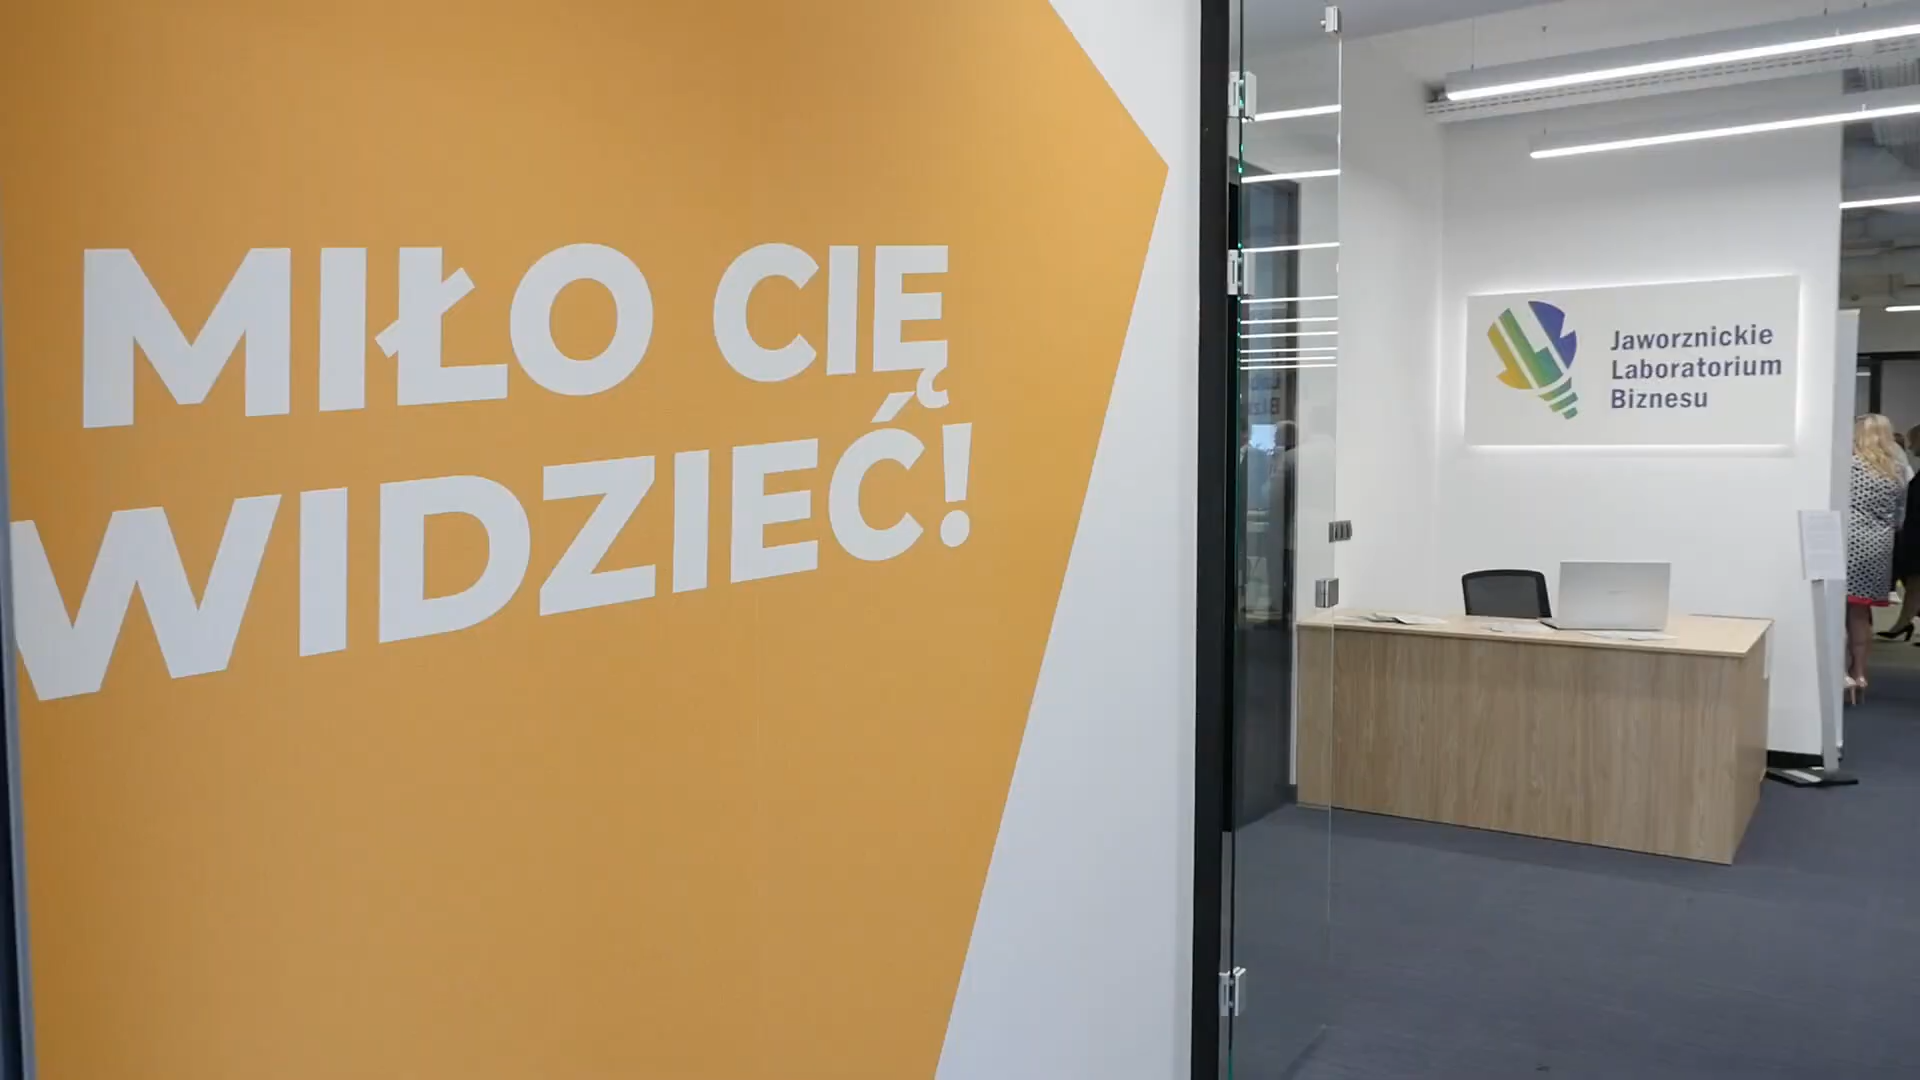 MIŁO CIĘ
WIDZIEĆ!
Jaworznickie
Laboratorium
Biznesu